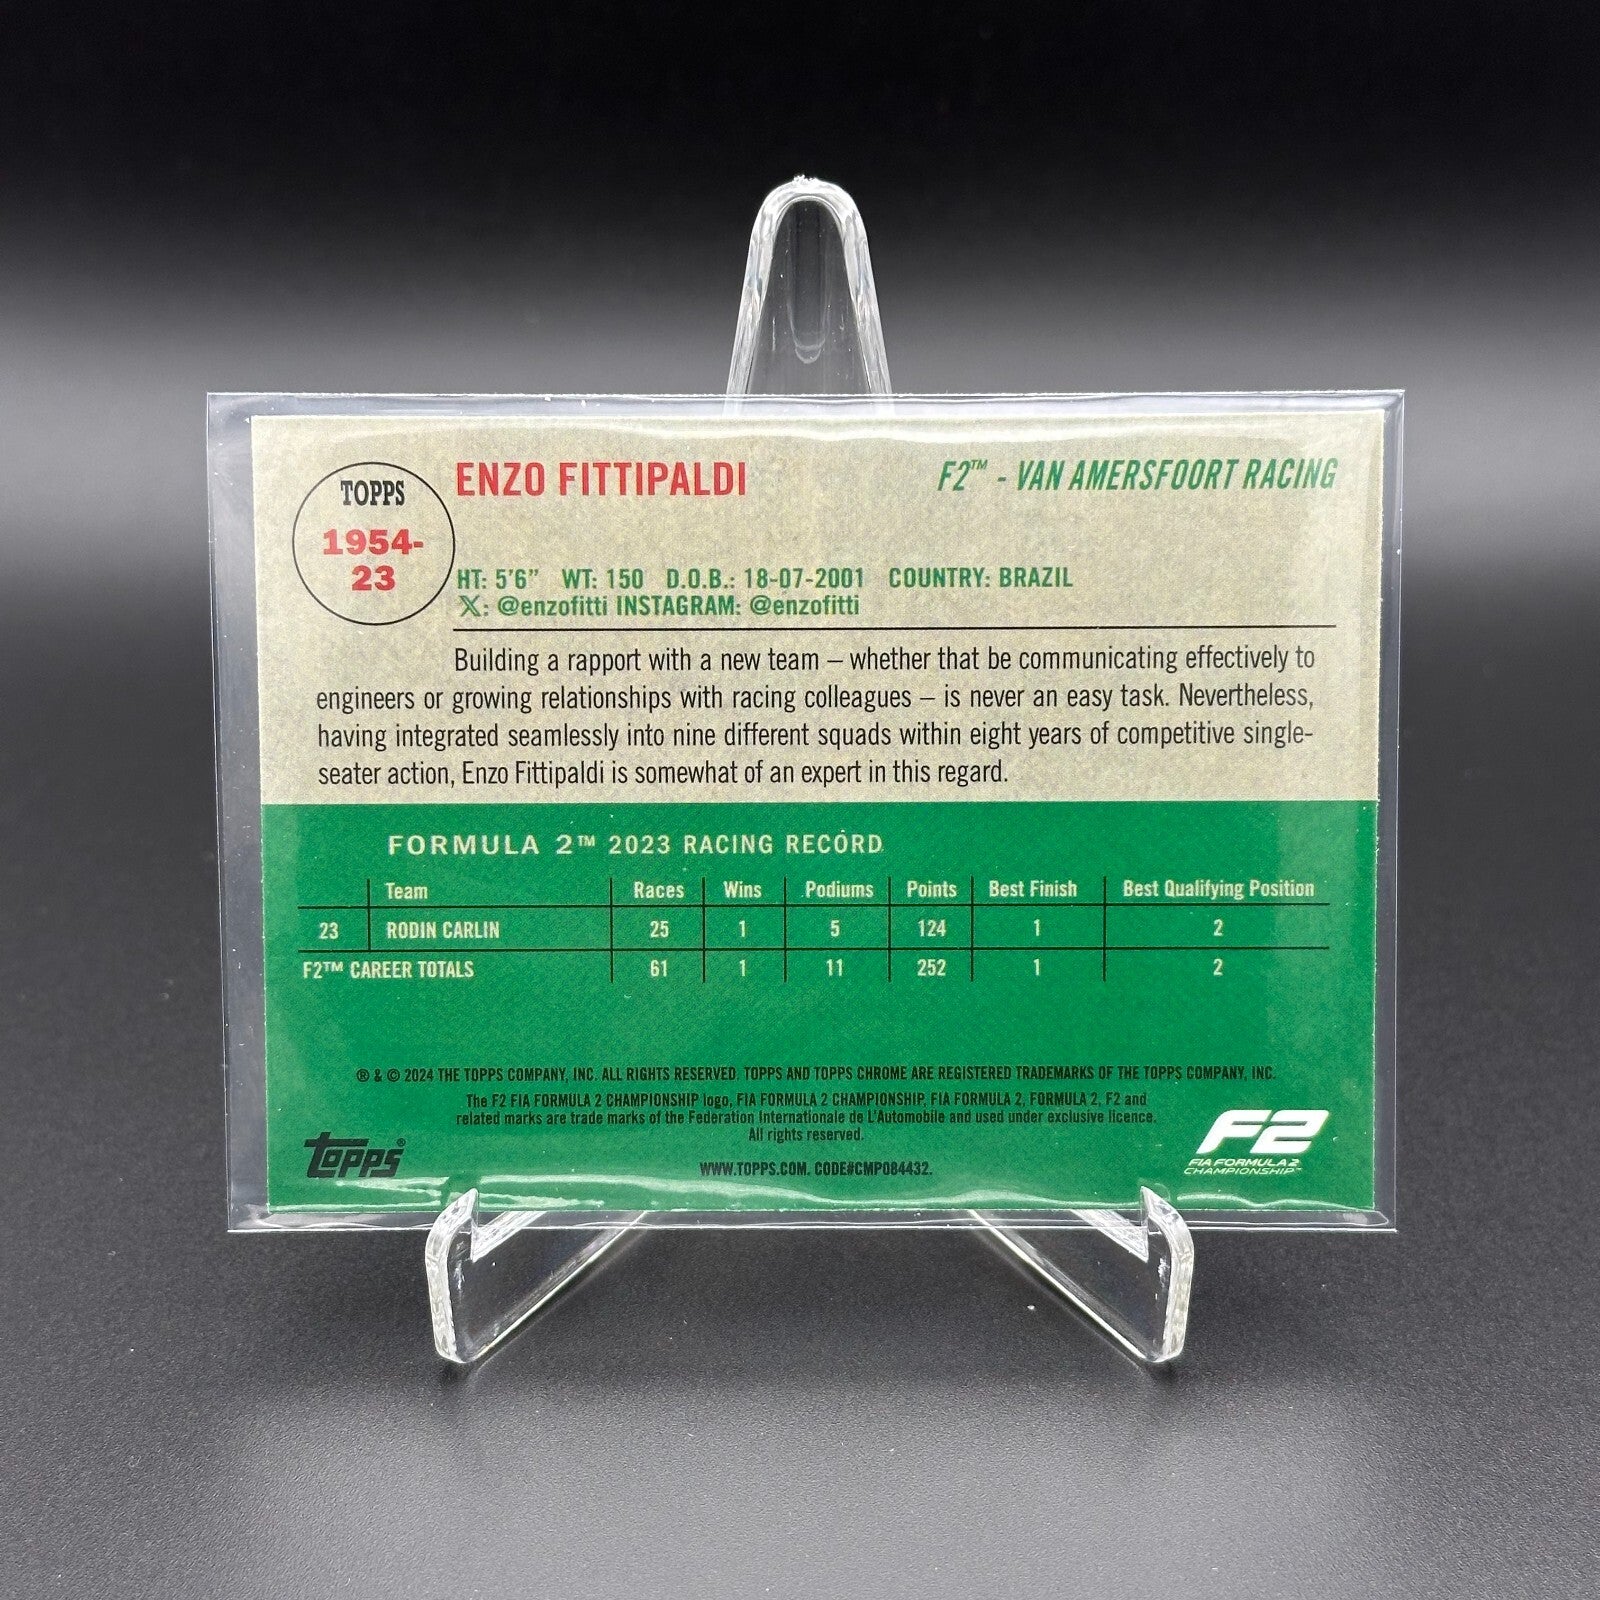 TOPPS
1954-
23
ENZO FITTIPALDI
F2™ - VAN AMERSFOORT RACING
HT: 5'6” WT: 150 D.O.B.: 18-07-2001 COUNTRY: BRAZIL
X: @enzofitti INSTAGRAM: @enzofitti
Building a rapport with a new team – whether that be communicating effectively to
engineers or growing relationships with racing colleagues – is never an easy task. Nevertheless,
having integrated seamlessly into nine different squads within eight years of competitive single-
seater action, Enzo Fittipaldi is somewhat of an expert in this regard.
FORMULA 2™ 2023 RACING RECORD
Team Races Wins Podiums Points Best Finish Best Qualifying Position
23 RODIN CARLIN 25 1 5 124 1 2
F2™ CAREER TOTALS 61 1 11 252 1 2
® & © 2024 THE TOPPS COMPANY, INC. ALL RIGHTS RESERVED. TOPPS AND TOPPS CHROME ARE REGISTERED TRADEMARKS OF THE TOPPS COMPANY, INC.
The F2 FIA FORMULA 2 CHAMPIONSHIP logo, FIA FORMULA 2 CHAMPIONSHIP, FIA FORMULA 2, FORMULA 2, F2 and
related marks are trade marks of the Federation Internationale de L'Automobile and used under exclusive licence.
All rights reserved.
topps®
WWW.TOPPS.COM. CODE#CMP084432.
F2
FIA FORMULA 2
CHAMPIONSHIP™